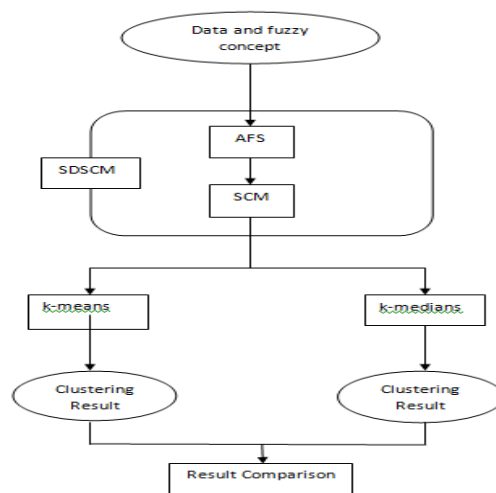 Data and fuzzy
concept
AFS
SDSCM
SCM
k-means
k-medians
Clustering
Result
Clustering
Result
Result Comparison